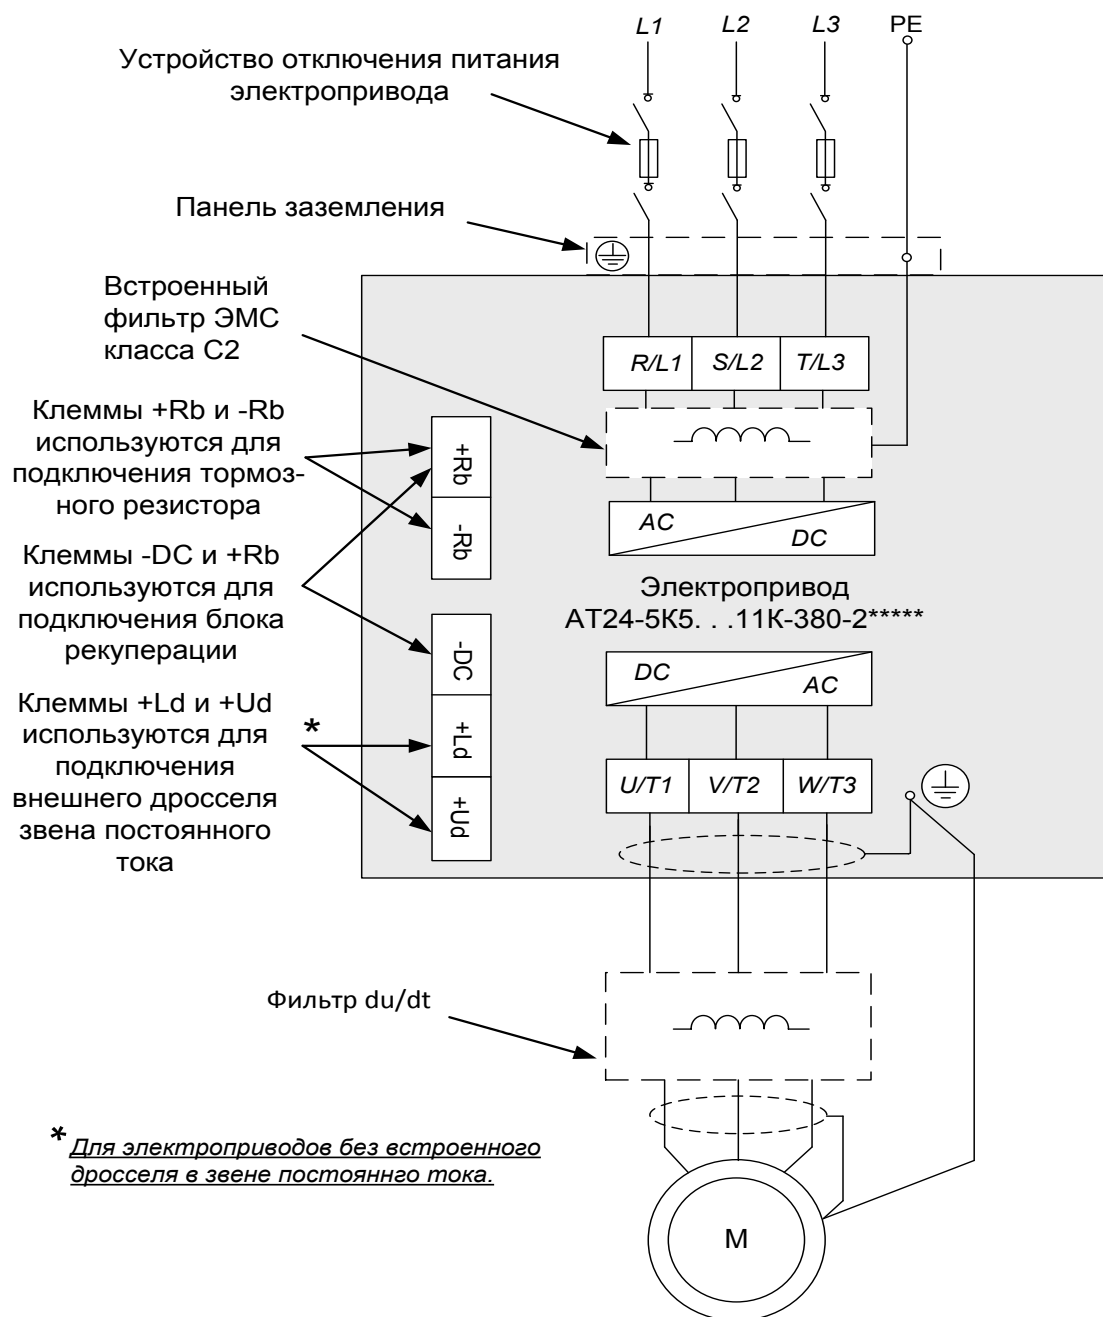 L1
L2
L3
PE
Устройство отключения питания
электропривода
Панель заземления
Встроенный
фильтр ЭМС
класса С2
R/L1
S/L2
T/L3
Клеммы +Rb и -Rb
используются для
подключения тормоз-
ного резистора
+Rb
-Rb
AC
DC
Клеммы -DC и +Rb
используются для
подключения блока
рекуперации
Электропривод
АТ24-5К5. . .11К-380-2*****
-DC
+Ld
+Ud
DC
AC
Клеммы +Ld и +Ud
используются для
подключения
внешнего дросселя
звена постоянного
тока
*
U/T1
V/T2
W/T3
Фильтр du/dt
* Для электроприводов без встроенного
дросселя в звене постояннго тока.
M